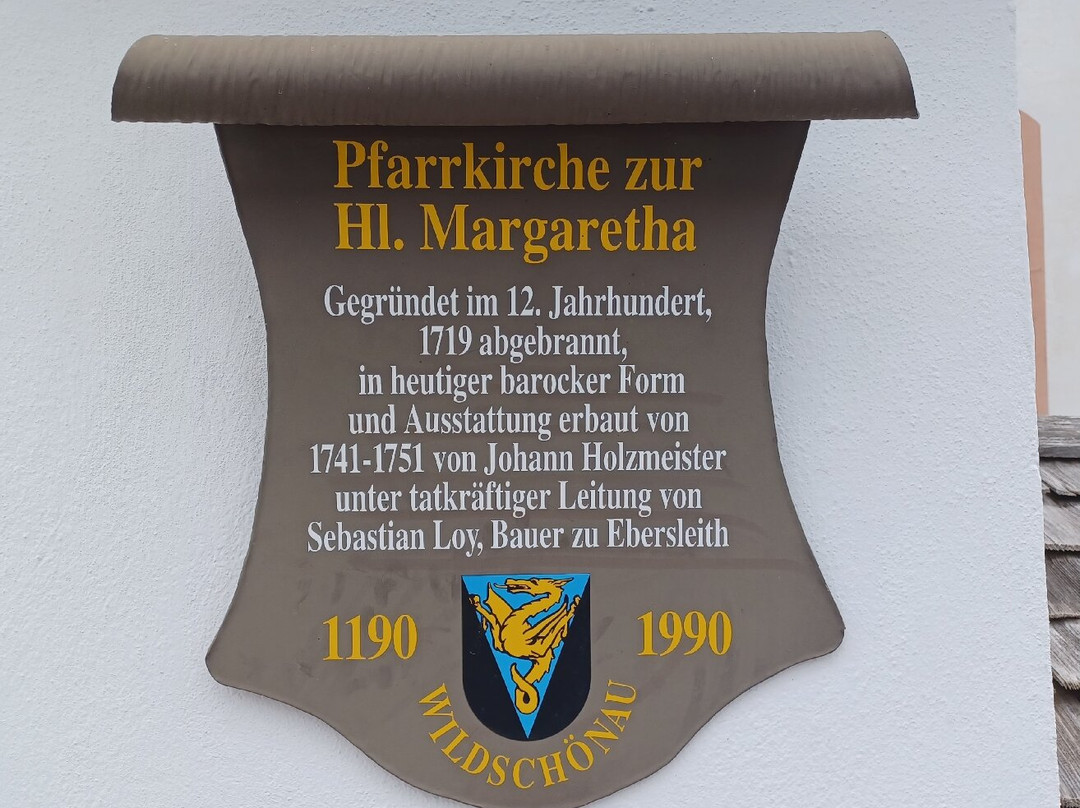 Pfarrkirche zur
Hl. Margaretha
Gegründet im 12. Jahrhundert,
1719 abgebrannt,
in heutiger barocker Form
und Ausstattung erbaut von
1741-1751 von Johann Holzmeister
unter tatkräftiger Leitung von
Sebastian Loy, Bauer zu Ebersleith
1190 1990
WILDSCHÖNAU